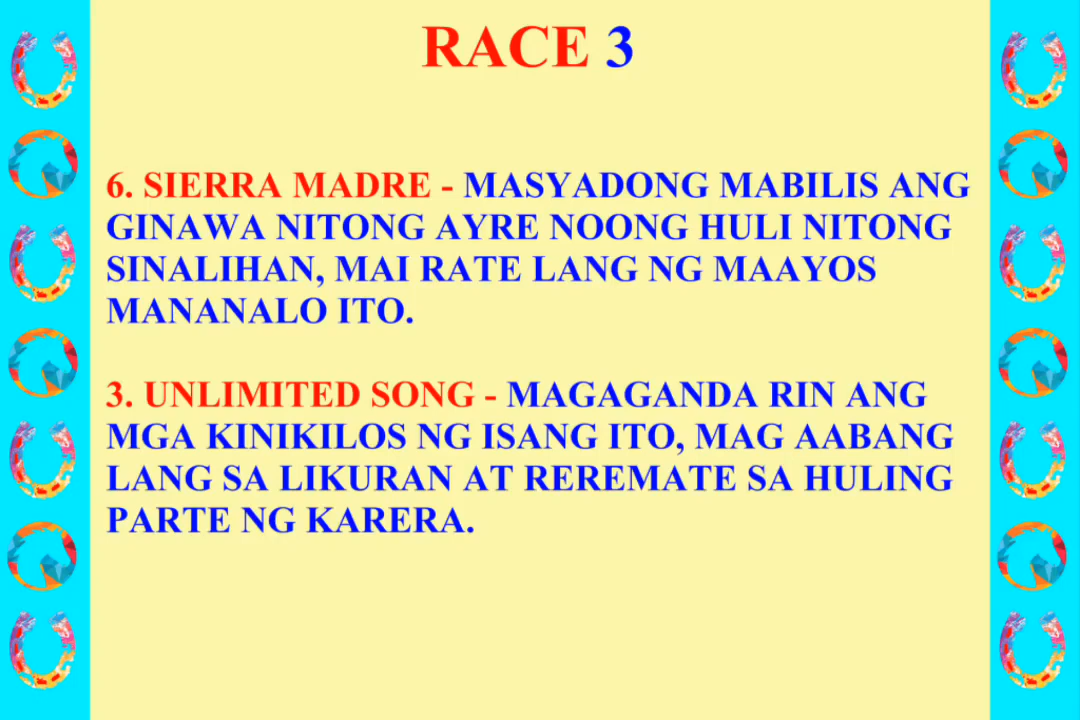 RACE 3
6. SIERRA MADRE - MASYADONG MABILIS ANG
GINAWA NITONG AYRE NOONG HULI NITONG
SINALIHAN, MAI RATE LANG NG MAAYOS
MANANALO ITO.
3. UNLIMITED SONG - MAGAGANDA RIN ANG
MGA KINIKILOS NG ISANG ITO, MAG AABANG
LANG SA LIKURAN AT REREMATE SA HULING
PARTE NG KARERA.